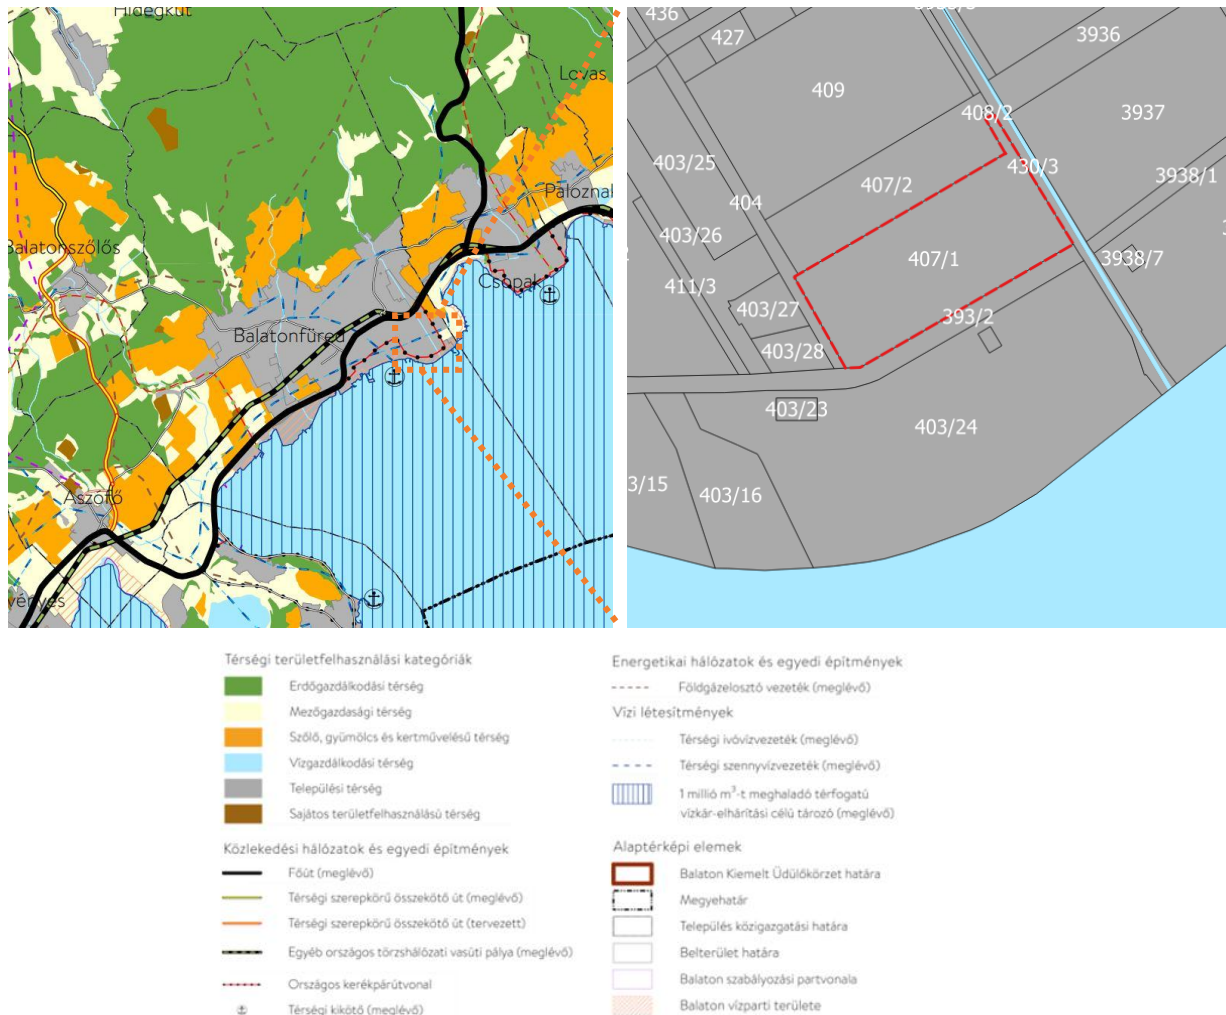 Hidegkút
Lovas
Paloznak
Balatonszőlős
Csopak
Balatonfüred
Aszófő
vényes
436
427
3936
409
408/2
3937
403/25
430/3
407/2
3938/1
404
403/26
407/1
3938/7
411/3
403/27
393/2
403/28
403/23
403/24
3/15
403/16
Térségi területfelhasználási kategóriák
Erdőgazdálkodási térség
Mezőgazdasági térség
Szőlő, gyümölcs és kertművelésű térség
Vízgazdálkodási térség
Települési térség
Sajátos területfelhasználású térség
Közlekedési hálózatok és egyedi építmények
Főút (meglévő)
Térségi szerepkörű összekötő út (meglévő)
Térségi szerepkörű összekötő út (tervezett)
Egyéb országos törzshálózati vasúti pálya (meglévő)
Országos kerékpárútvonal
Térségi kikötő (meglévő)
Energetikai hálózatok és egyedi építmények
Földgázelosztó vezeték (meglévő)
Vízi létesítmények
Térségi ivóvízvezeték (meglévő)
Térségi szennyvízvezeték (meglévő)
1 millió m³-t meghaladó térfogatú
vízkár-elhárítási célú tározó (meglévő)
Alaptérképi elemek
Balaton Kiemelt Üdülőkörzet határa
Megyehatár
Település közigazgatási határa
Belterület határa
Balaton szabályozási partvonala
Balaton vízparti területe